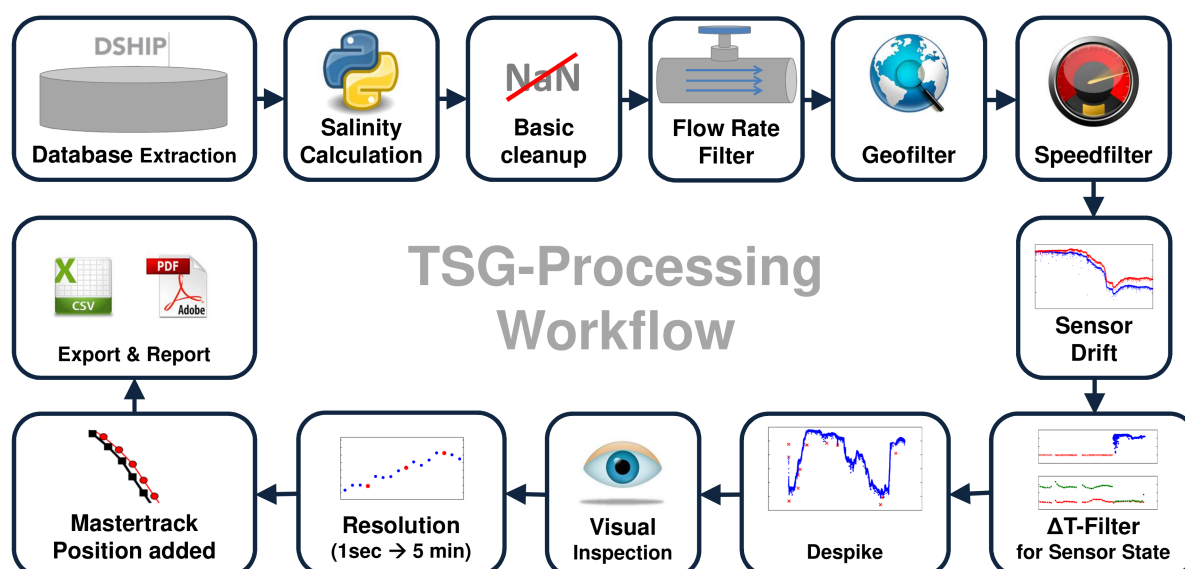 DSHIP
Database Extraction
Salinity
Calculation
NaN
Basic
cleanup
Flow Rate
Filter
Geofilter
Speedfilter
TSG-Processing
Workflow
Sensor
Drift
ΔT-Filter
for Sensor State
Despike
Visual
Inspection
Resolution
(1sec → 5 min)
Mastertrack
Position added
X
CSV
PDF
Adobe
Export & Report